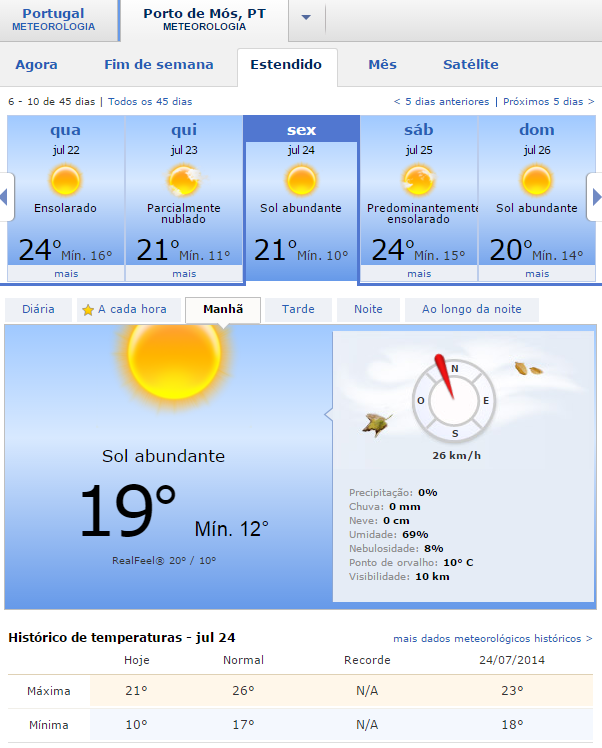 Portugal
METEOROLOGIA
Porto de Mós, PT
METEOROLOGIA
Agora Fim de semana Estendido Mês Satélite
6 - 10 de 45 dias | Todos os 45 dias < 5 dias anteriores | Próximos 5 dias >
qua qui sex sáb dom
jul 22 jul 23 jul 24 jul 25 jul 26
Ensolarado Parcialmente Sol abundante Predominantemente Sol abundante
nublado ensolarado
24° Mín. 16° 21° Mín. 11° 21° Mín. 10° 24° Mín. 15° 20° Mín. 14°
mais mais mais mais
Diária A cada hora Manhã Tarde Noite Ao longo da noite
Sol abundante
19° Mín. 12°
RealFeel® 20° / 10°
N
O E
S
26 km/h
Precipitação: 0%
Chuva: 0 mm
Neve: 0 cm
Umidade: 69%
Nebulosidade: 8%
Ponto de orvalho: 10° C
Visibilidade: 10 km
Histórico de temperaturas - jul 24 mais dados meteorológicos históricos >
Hoje Normal Recorde 24/07/2014
Máxima 21° 26° N/A 23°
Mínima 10° 17° N/A 18°